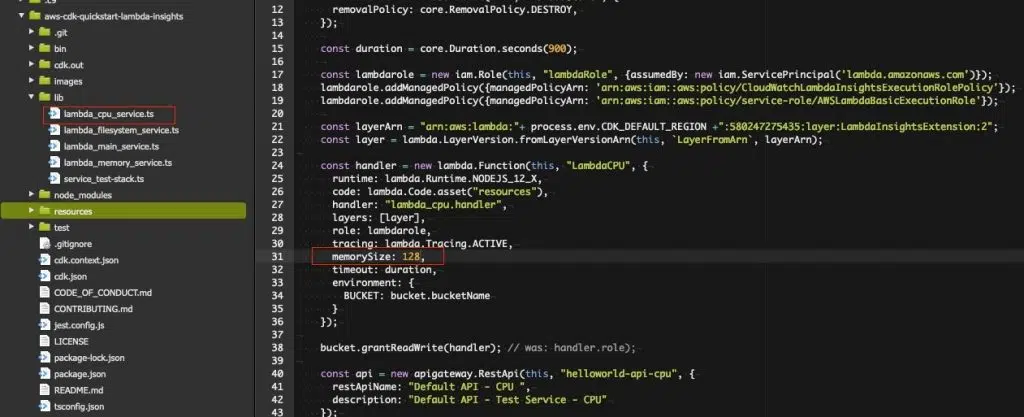 .c9
aws-cdk-quickstart-lambda-insights
.git
bin
cdk.out
images
lib
lambda_cpu_service.ts
lambda_filesystem_service.ts
lambda_main_service.ts
lambda_memory_service.ts
service_test-stack.ts
node_modules
resources
test
.gitignore
cdk.context.json
cdk.json
CODE_OF_CONDUCT.md
CONTRIBUTING.md
jest.config.js
LICENSE
package-lock.json
package.json
README.md
tsconfig.json
12 removalPolicy: core.RemovalPolicy.DESTROY,
13 });
14
15 const duration = core.Duration.seconds(900);
16
17 const lambdarole = new iam.Role(this, "lambdaRole", {assumedBy: new iam.ServicePrincipal('lambda.amazonaws.com')});
18 lambdarole.addManagedPolicy({managedPolicyArn: 'arn:aws:iam::aws:policy/CloudWatchLambdaInsightsExecutionRolePolicy'});
19 lambdarole.addManagedPolicy({managedPolicyArn: 'arn:aws:iam::aws:policy/service-role/AWSLambdaBasicExecutionRole'});
20
21 const layerArn = "arn:aws:lambda:"+ process.env.CDK_DEFAULT_REGION +":580247275435:layer:LambdaInsightsExtension:2";
22 const layer = lambda.LayerVersion.fromLayerVersionArn(this, `LayerFromArn`, layerArn);
23
24 const handler = new lambda.Function(this, "LambdaCPU", {
25 runtime: lambda.Runtime.NODEJS_12_X,
26 code: lambda.Code.asset("resources"),
27 handler: "lambda_cpu.handler",
28 layers: [layer],
29 role: lambdarole,
30 tracing: lambda.Tracing.ACTIVE,
31 memorySize: 128,
32 timeout: duration,
33 environment: {
34 BUCKET: bucket.bucketName
35 }
36 });
37
38 bucket.grantReadWrite(handler); // was: handler.role);
39
40 const api = new apigateway.RestApi(this, "helloworld-api-cpu", {
41 restApiName: "Default API - CPU ",
42 description: "Default API - Test Service - CPU"
43 });